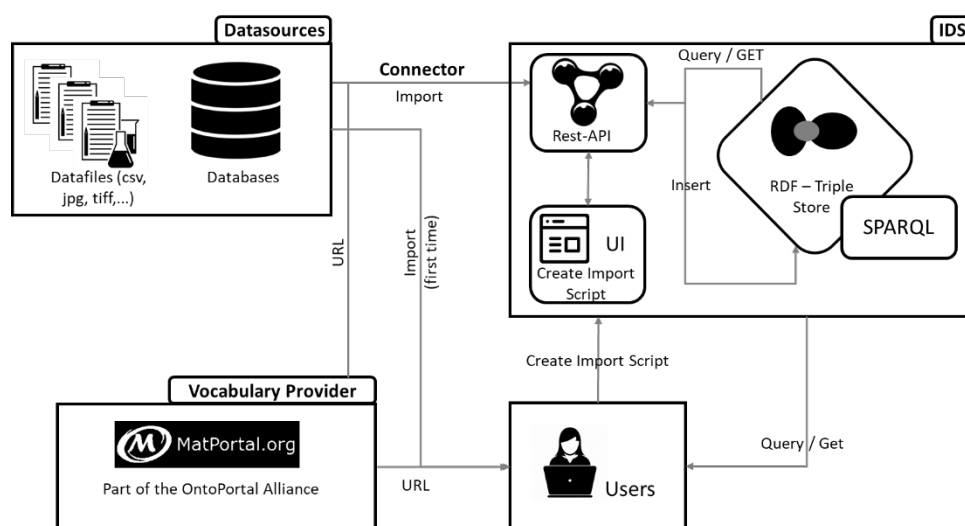 Datasources
Datafiles (csv,
jpg, tiff,...)
Databases
Connector
Import
URL
Import
(first time)
IDS
Query / GET
Rest-API
Insert
RDF – Triple
Store
SPARQL
UI
Create Import
Script
Create Import Script
Vocabulary Provider
M
MatPortal.org
Part of the OntoPortal Alliance
URL
Users
Query / Get